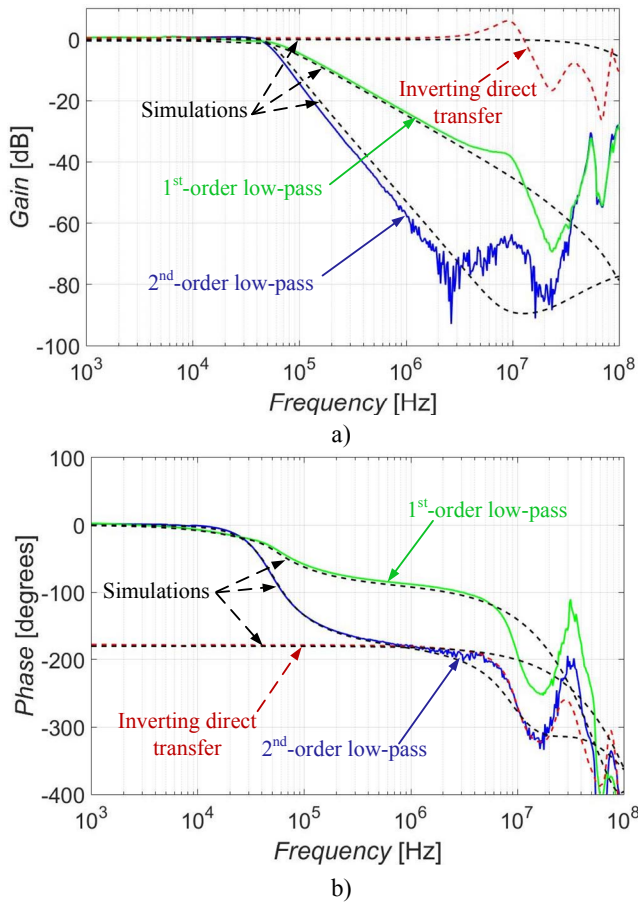 0
-20
-40
-60
-80
-100
Gain [dB]
Simulations
Inverting direct
transfer
1st-order low-pass
2nd-order low-pass
10^3 10^4 10^5 10^6 10^7 10^8
Frequency [Hz]
a)
100
0
-100
-200
-300
-400
Phase [degrees]
1st-order low-pass
Simulations
Inverting direct
transfer
2nd-order low-pass
10^3 10^4 10^5 10^6 10^7 10^8
Frequency [Hz]
b)